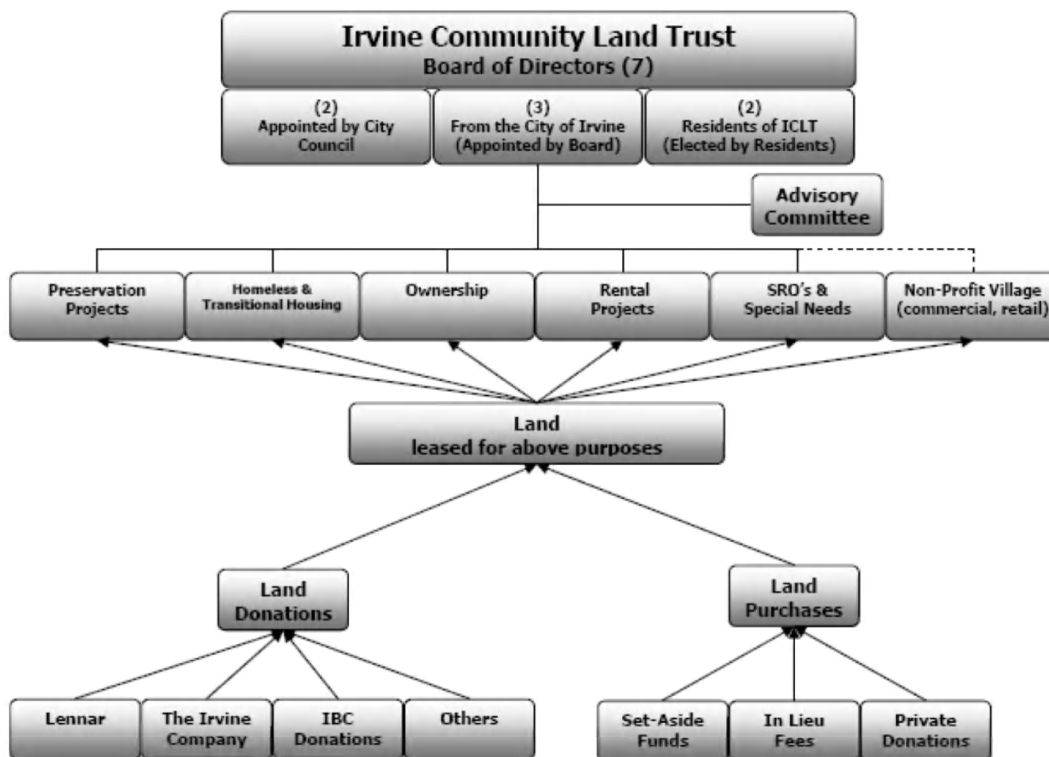 Irvine Community Land Trust
Board of Directors (7)
(2)
Appointed by City
Council
(3)
From the City of Irvine
(Appointed by Board)
(2)
Residents of ICLT
(Elected by Residents)
Advisory
Committee
Preservation
Projects
Homeless &
Transitional Housing
Ownership
Rental
Projects
SRO's &
Special Needs
Non-Profit Village
(commercial, retail)
Land
leased for above purposes
Land
Donations
Land
Purchases
Lennar
The Irvine
Company
IBC
Donations
Others
Set-Aside
Funds
In Lieu
Fees
Private
Donations